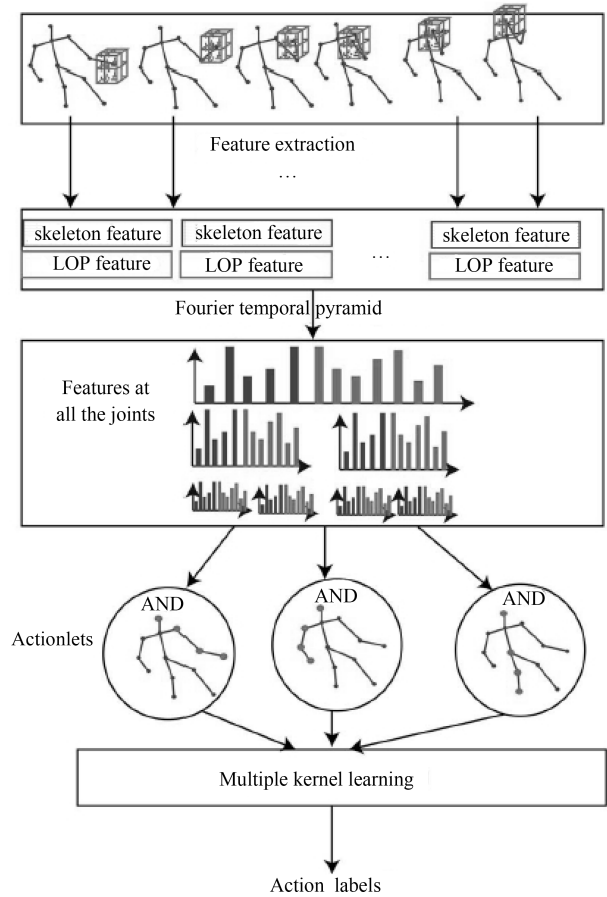 Feature extraction
…
skeleton feature
skeleton feature
skeleton feature
LOP feature
LOP feature
…
LOP feature
Fourier temporal pyramid
Features at
all the joints
AND
AND
AND
Actionlets
Multiple kernel learning
Action labels